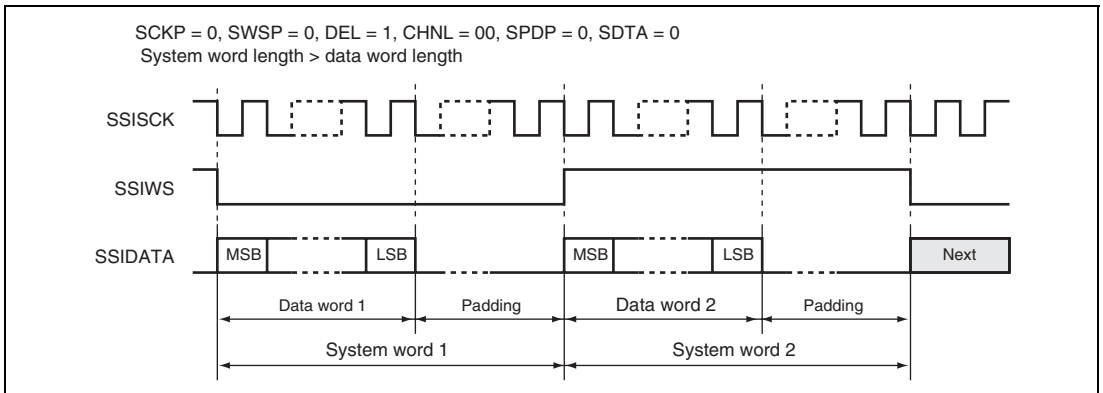 SCKP = 0, SWSP = 0, DEL = 1, CHNL = 00, SPDP = 0, SDTA = 0
System word length > data word length
SSISCK
SSIWS
SSIDATA
MSB
LSB
MSB
LSB
Next
Data word 1
Padding
Data word 2
Padding
System word 1
System word 2